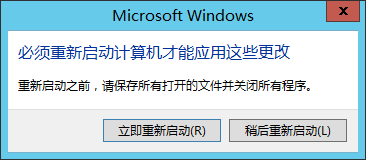 Microsoft Windows
必须重新启动计算机才能应用这些更改
重新启动之前，请保存所有打开的文件并关闭所有程序。
立即重新启动(R)
稍后重新启动(L)